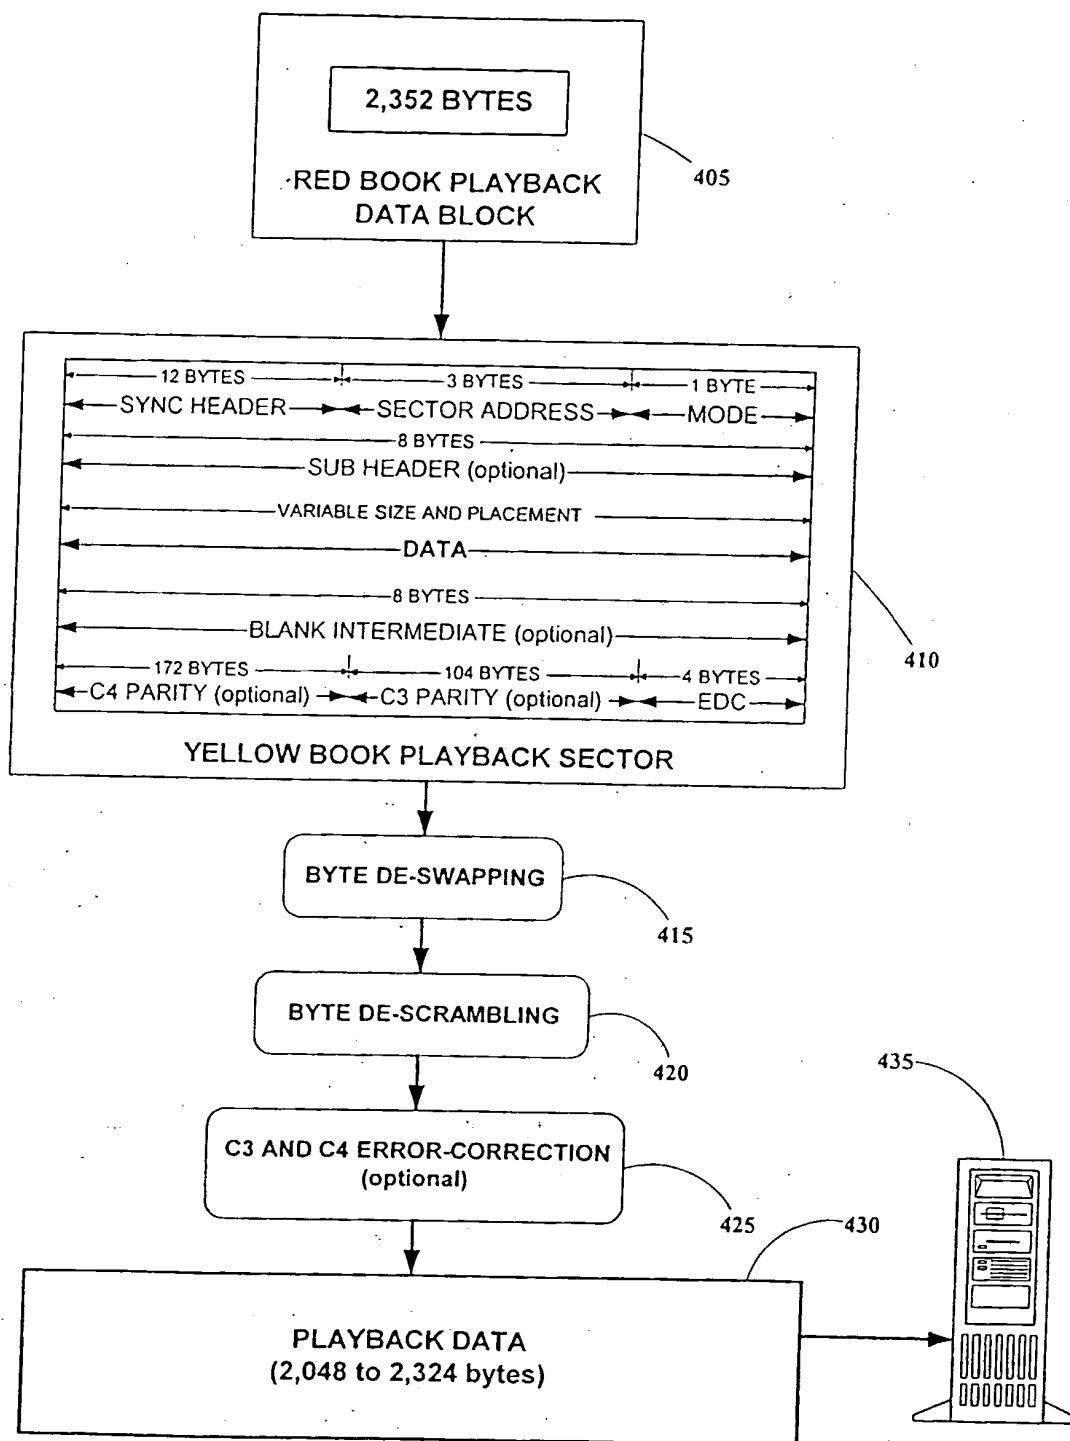 2,352 BYTES
RED BOOK PLAYBACK
DATA BLOCK
405
12 BYTES 3 BYTES 1 BYTE
SYNC HEADER SECTOR ADDRESS MODE
8 BYTES
SUB HEADER (optional)
VARIABLE SIZE AND PLACEMENT
DATA
8 BYTES
BLANK INTERMEDIATE (optional)
172 BYTES 104 BYTES 4 BYTES
C4 PARITY (optional) C3 PARITY (optional) EDC
YELLOW BOOK PLAYBACK SECTOR
410
BYTE DE-SWAPPING
415
BYTE DE-SCRAMBLING
420
435
C3 AND C4 ERROR-CORRECTION
(optional)
425
430
PLAYBACK DATA
(2,048 to 2,324 bytes)